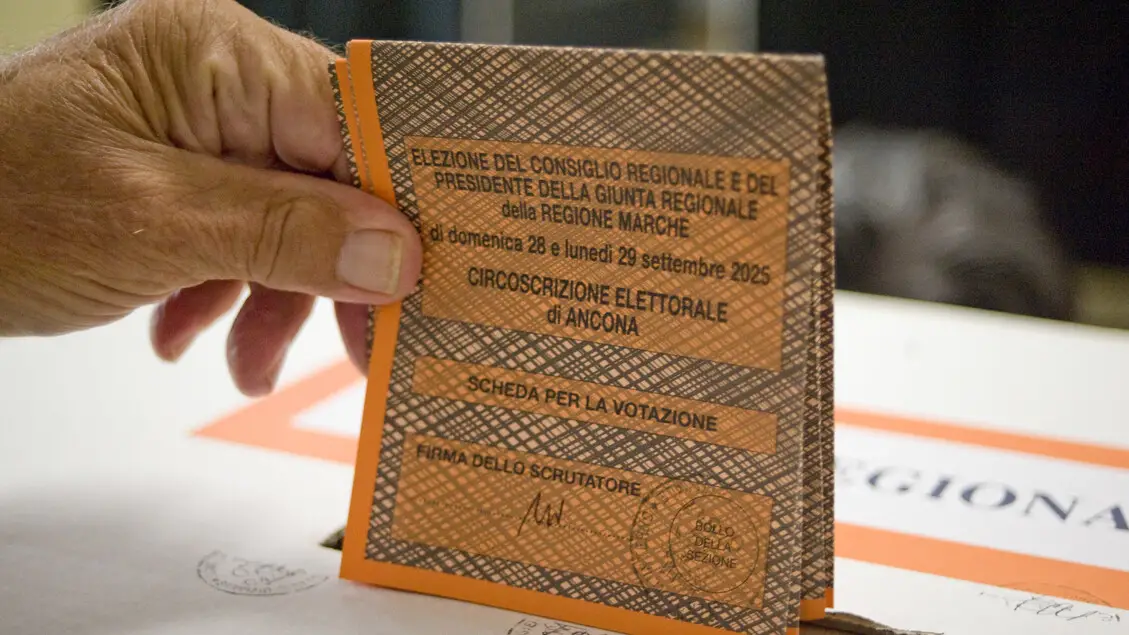 ELEZIONE DEL CONSIGLIO REGIONALE E DEL
PRESIDENTE DELLA GIUNTA REGIONALE
della REGIONE MARCHE
di domenica 28 e lunedì 29 settembre 2025
CIRCOSCRIZIONE ELETTORALE
di ANCONA
SCHEDA PER LA VOTAZIONE
FIRMA DELLO SCRUTATORE
BOLLO
DELLA
SEZIONE
EGIONA